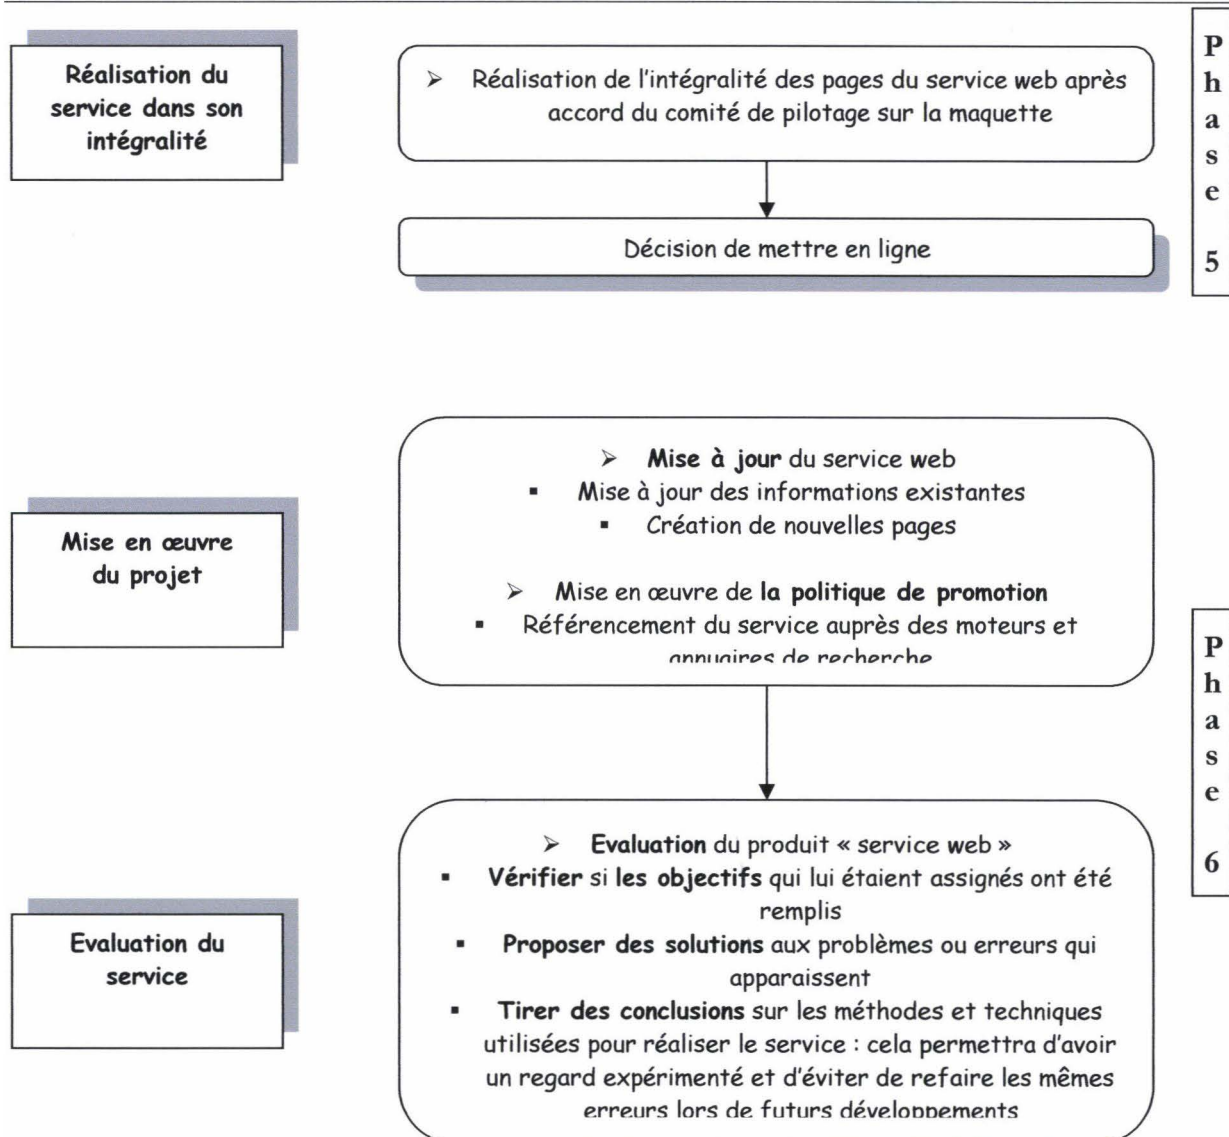 Réalisation du
service dans son
intégralité
➢ Réalisation de l'intégralité des pages du service web après
accord du comité de pilotage sur la maquette
Décision de mettre en ligne
Phase 5
Mise en œuvre
du projet
➢ Mise à jour du service web
▪ Mise à jour des informations existantes
▪ Création de nouvelles pages
➢ Mise en œuvre de la politique de promotion
▪ Référencement du service auprès des moteurs et
annuaires de recherche
Phase 6
Evaluation du
service
➢ Evaluation du produit « service web »
▪ Vérifier si les objectifs qui lui étaient assignés ont été
remplis
▪ Proposer des solutions aux problèmes ou erreurs qui
apparaissent
▪ Tirer des conclusions sur les méthodes et techniques
utilisées pour réaliser le service : cela permettra d'avoir
un regard expérimenté et d'éviter de refaire les mêmes
erreurs lors de futurs développements